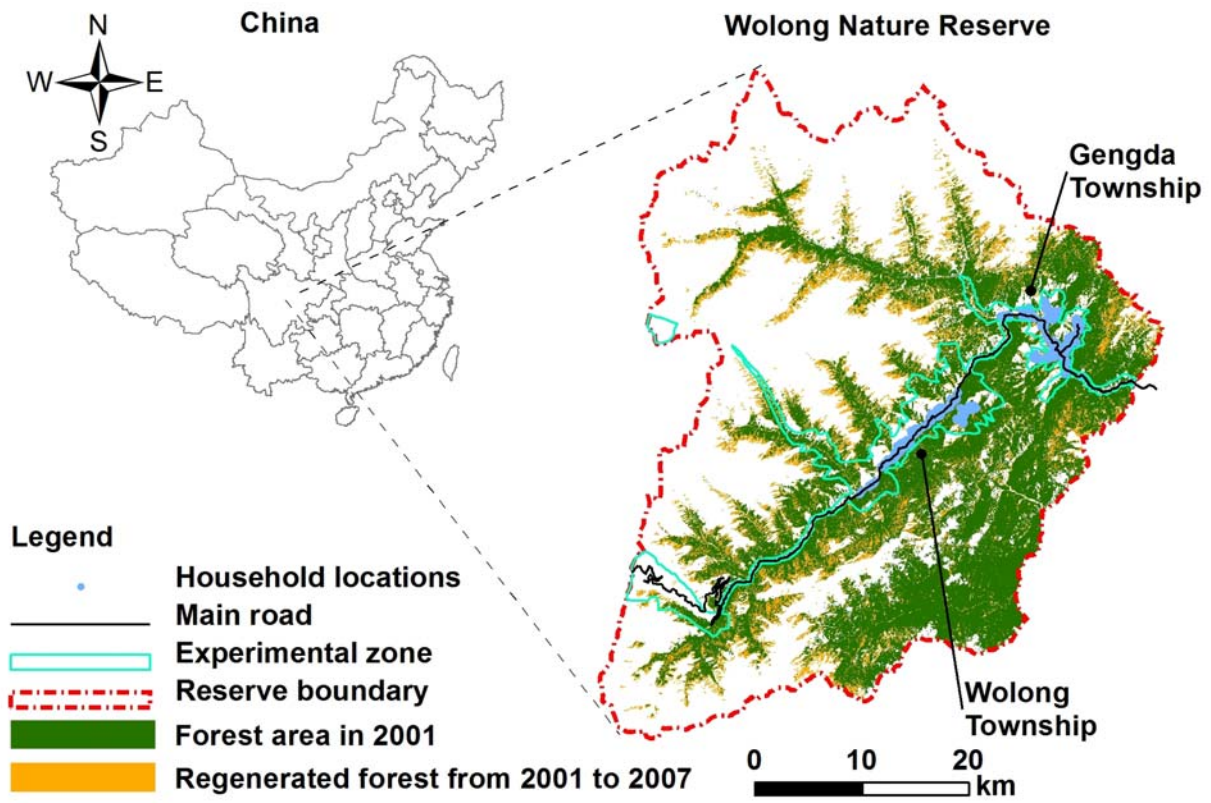 China
Wolong Nature Reserve
N
W E
S
Gengda
Township
Legend
Household locations
Main road
Experimental zone
Reserve boundary
Forest area in 2001
Regenerated forest from 2001 to 2007
Wolong
Township
0 10 20
km